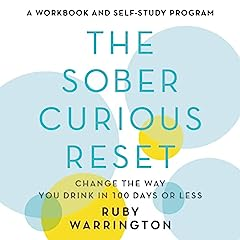 A WORKBOOK AND SELF-STUDY PROGRAM
THE
SOBER
CURIOUS
RESET
CHANGE THE WAY
YOU DRINK IN 100 DAYS OR LESS
RUBY
WARRINGTON